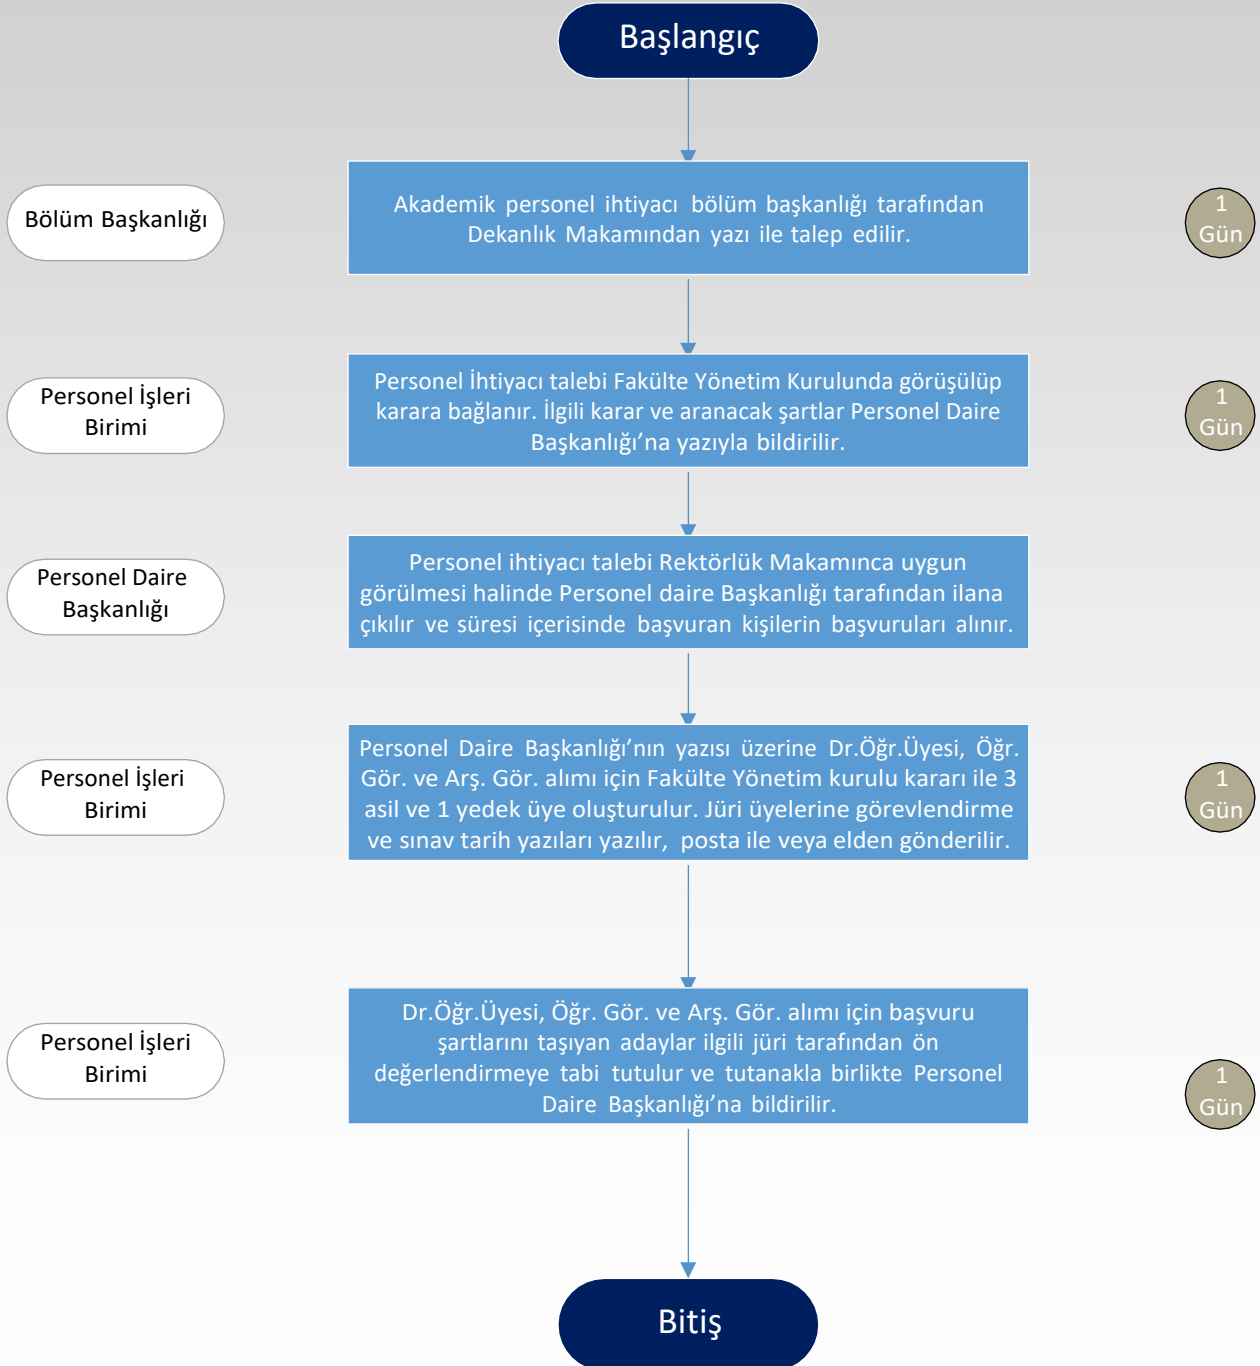 Başlangıç
Bölüm Başkanlığı
Akademik personel ihtiyacı bölüm başkanlığı tarafından
Dekanlık Makamından yazı ile talep edilir.
1
Gün
Personel İşleri
Birimi
Personel İhtiyacı talebi Fakülte Yönetim Kurulunda görüşülüp
karara bağlanır. İlgili karar ve aranacak şartlar Personel Daire
Başkanlığı’na yazıyla bildirilir.
1
Gün
Personel Daire
Başkanlığı
Personel ihtiyacı talebi Rektörlük Makamınca uygun
görülmesi halinde Personel daire Başkanlığı tarafından ilana
çıkılır ve süresi içerisinde başvuran kişilerin başvuruları alınır.
Personel İşleri
Birimi
Personel Daire Başkanlığı’nın yazısı üzerine Dr.Öğr.Üyesi, Öğr.
Gör. ve Arş. Gör. alımı için Fakülte Yönetim kurulu kararı ile 3
asil ve 1 yedek üye oluşturulur. Jüri üyelerine görevlendirme
ve sınav tarih yazıları yazılır, posta ile veya elden gönderilir.
1
Gün
Personel İşleri
Birimi
Dr.Öğr.Üyesi, Öğr. Gör. ve Arş. Gör. alımı için başvuru
şartlarını taşıyan adaylar ilgili jüri tarafından ön
değerlendirmeye tabi tutulur ve tutanakla birlikte Personel
Daire Başkanlığı’na bildirilir.
1
Gün
Bitiş